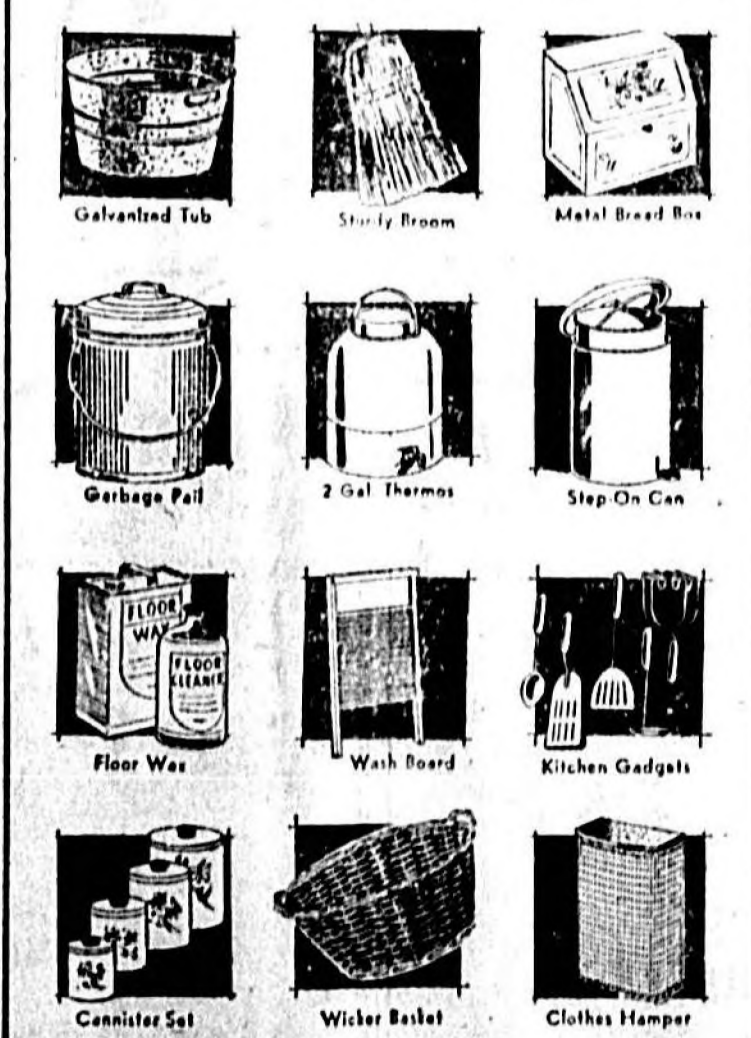 Galvanized Tub
Sturdy Broom
Metal Bread Box
Garbage Pail
2 Gal. Thermos
Step-On Can
FLOOR
WAX
FLOOR
CLEANER
Floor Wax
Wash Board
Kitchen Gadgets
Cannister Set
Wicker Basket
Clothes Hamper